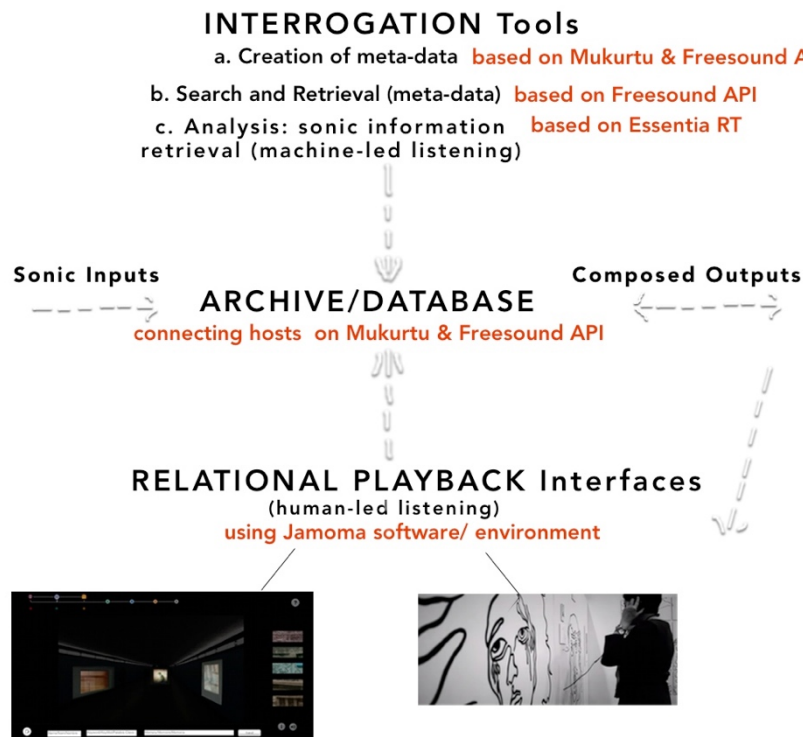 INTERROGATION Tools
a. Creation of meta-data based on Mukurtu & Freesound A
b. Search and Retrieval (meta-data) based on Freesound API
c. Analysis: sonic information based on Essentia RT
retrieval (machine-led listening)
Sonic Inputs
Composed Outputs
ARCHIVE/DATABASE
connecting hosts on Mukurtu & Freesound API
RELATIONAL PLAYBACK Interfaces
(human-led listening)
using Jamoma software/ environment